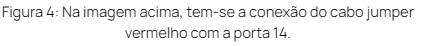 Figura 4: Na imagem acima, tem-se a conexão do cabo jumper
vermelho com a porta 14.